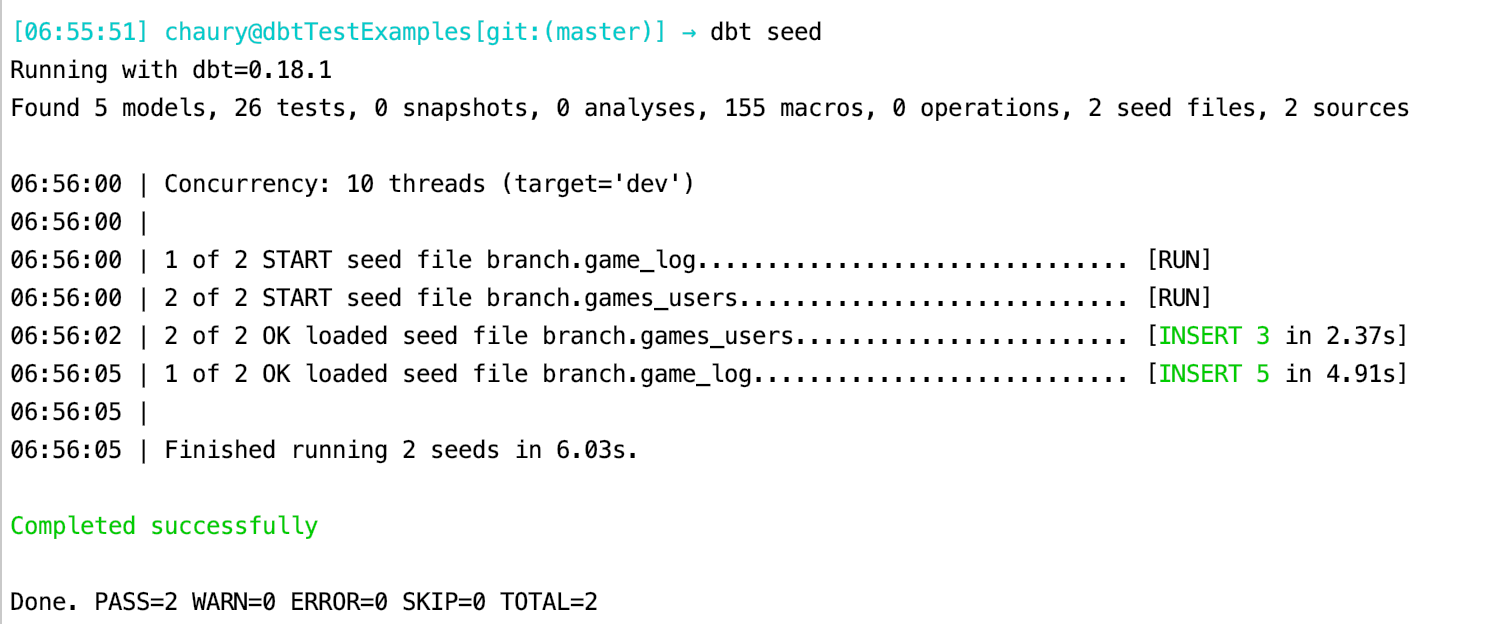 [06:55:51] chaury@dbtTestExamples[git:(master)] → dbt seed
Running with dbt=0.18.1
Found 5 models, 26 tests, 0 snapshots, 0 analyses, 155 macros, 0 operations, 2 seed files, 2 sources
06:56:00 | Concurrency: 10 threads (target='dev')
06:56:00 |
06:56:00 | 1 of 2 START seed file branch.game_log............................... [RUN]
06:56:00 | 2 of 2 START seed file branch.games_users............................ [RUN]
06:56:02 | 2 of 2 OK loaded seed file branch.games_users........................ [INSERT 3 in 2.37s]
06:56:05 | 1 of 2 OK loaded seed file branch.game_log........................... [INSERT 5 in 4.91s]
06:56:05 |
06:56:05 | Finished running 2 seeds in 6.03s.
Completed successfully
Done. PASS=2 WARN=0 ERROR=0 SKIP=0 TOTAL=2